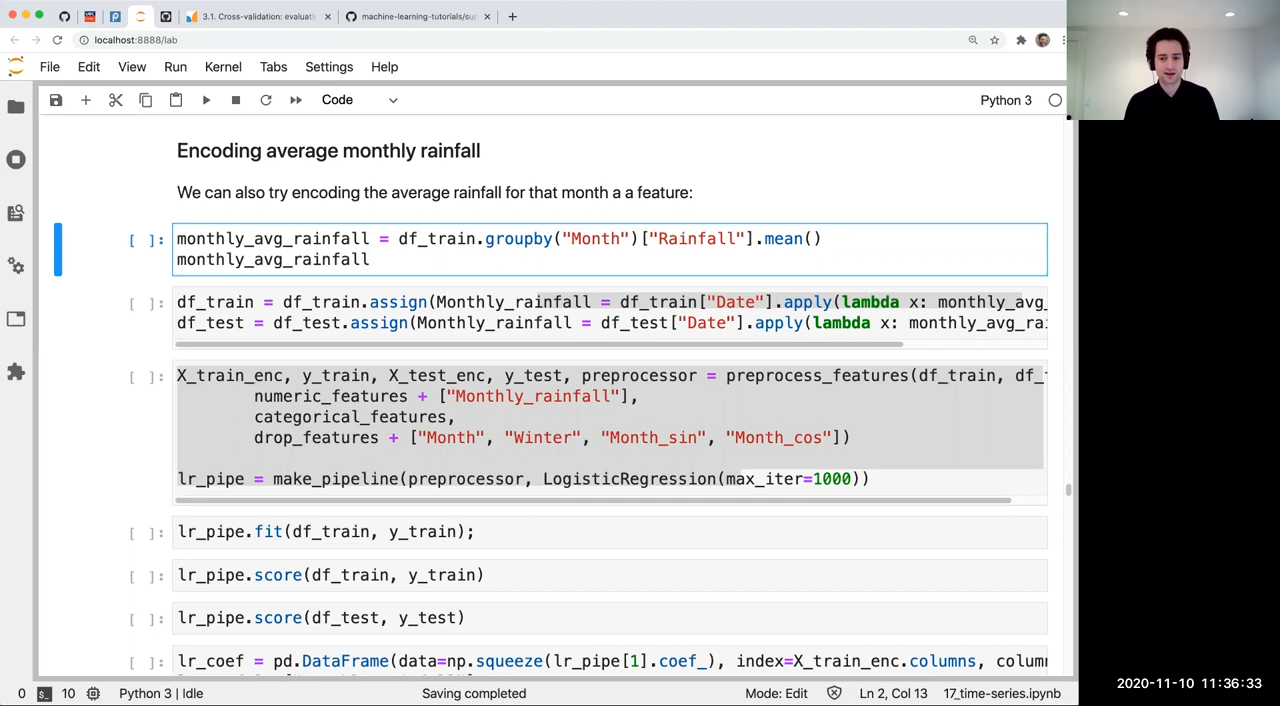 3.1. Cross-validation: evaluati
machine-learning-tutorials/su
localhost:8888/lab
File Edit View Run Kernel Tabs Settings Help
Code
Python 3
Encoding average monthly rainfall
We can also try encoding the average rainfall for that month a a feature:
[ ]: monthly_avg_rainfall = df_train.groupby("Month")["Rainfall"].mean()
monthly_avg_rainfall
[ ]: df_train = df_train.assign(Monthly_rainfall = df_train["Date"].apply(lambda x: monthly_avg_
df_test = df_test.assign(Monthly_rainfall = df_test["Date"].apply(lambda x: monthly_avg_rai
[ ]: X_train_enc, y_train, X_test_enc, y_test, preprocessor = preprocess_features(df_train, df_t
numeric_features + ["Monthly_rainfall"],
categorical_features,
drop_features + ["Month", "Winter", "Month_sin", "Month_cos"])
lr_pipe = make_pipeline(preprocessor, LogisticRegression(max_iter=1000))
[ ]: lr_pipe.fit(df_train, y_train);
[ ]: lr_pipe.score(df_train, y_train)
[ ]: lr_pipe.score(df_test, y_test)
[ ]: lr_coef = pd.DataFrame(data=np.squeeze(lr_pipe[1].coef_), index=X_train_enc.columns, column
0 10 Python 3 | Idle Saving completed Mode: Edit Ln 2, Col 13 17_time-series.ipynb
2020-11-10 11:36:33